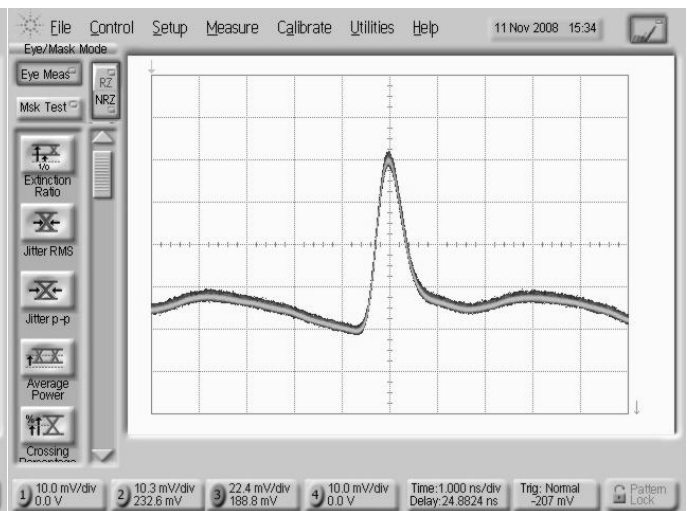 File Control Setup Measure Calibrate Utilities Help 11 Nov 2008 15:34
Eye/Mask Mode
Eye Meas
RZ
NRZ
Msk Test
1/0
Extinction
Ratio
Jitter RMS
Jitter p-p
Average
Power
%
Crossing
Percentage
1 10.0 mV/div
0.0 V
2 10.3 mV/div
232.6 mV
3 22.4 mV/div
188.8 mV
4 10.0 mV/div
0.0 V
Time:1.000 ns/div
Delay:24.8824 ns
Trig: Normal
-207 mV
Pattern
Lock